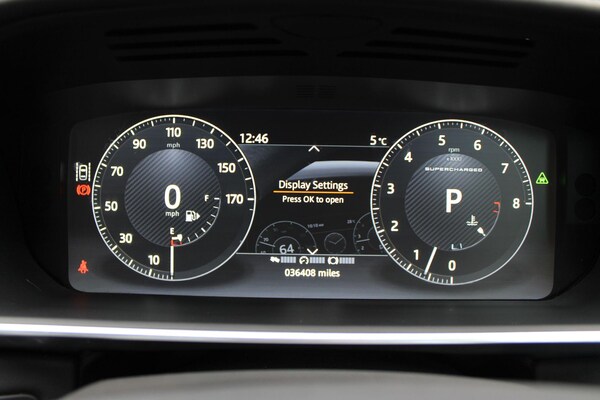 12:46
5°C
110
90
130
70
150
50
170
30
10
mph
0
mph
F
E
Display Settings
Press OK to open
64
036408 miles
5
6
4
7
3
8
2
1
0
rpm
x1000
SUPERCHARGED
P